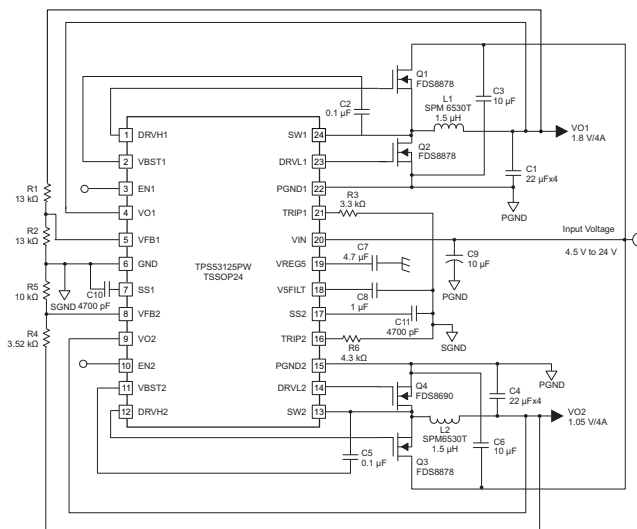 Q1
FDS8878
C3
10 µF
L1
SPM 6530T
1.5 µH
C2
0.1 µF
VO1
1.8 V/4A
Q2
FDS8878
C1
22 µFx4
PGND
1 DRVH1
2 VBST1
3 EN1
4 VO1
5 VFB1
6 GND
7 SS1
8 VFB2
9 VO2
10 EN2
11 VBST2
12 DRVH2
TPS53125PW
TSSOP24
SW1 24
DRVL1 23
PGND1 22
TRIP1 21
VIN 20
VREG5 19
V5FILT 18
SS2 17
TRIP2 16
PGND2 15
DRVL2 14
SW2 13
R1
13 kΩ
R2
13 kΩ
R5
10 kΩ
R4
3.52 kΩ
SGND
C10
4700 pF
R3
3.3 kΩ
Input Voltage
4.5 V to 24 V
C7
4.7 µF
C9
10 µF
PGND
C8
1 µF
C11
4700 pF
SGND
R6
4.3 kΩ
PGND
Q4
FDS8690
C4
22 µFx4
VO2
1.05 V/4A
L2
SPM6530T
1.5 µH
C6
10 µF
C5
0.1 µF
Q3
FDS8878